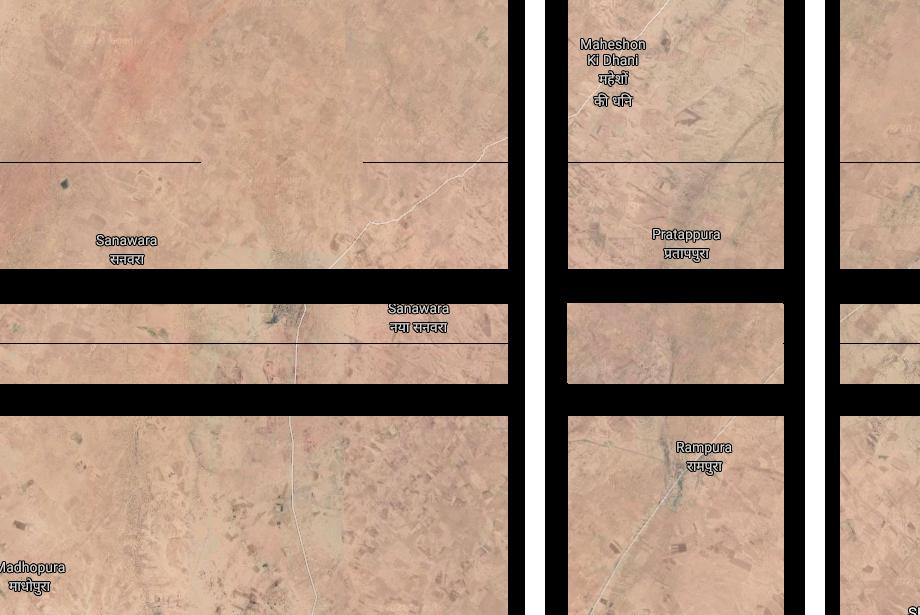 Maheshon
Ki Dhani
महेशों
की धनि
Sanawara
सनवरा
Pratappura
प्रतापपुरा
Sanawara
नया सनवरा
Rampura
रामपुरा
Madhopura
माधोपुरा